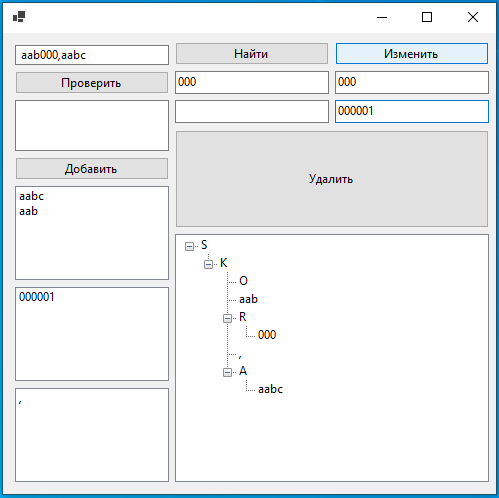 aab000,aabc
Проверить
Добавить
aabc
aab
000001
,
Найти
Изменить
000
000
000001
Удалить
S
K
O
aab
R
000
,
A
aabc